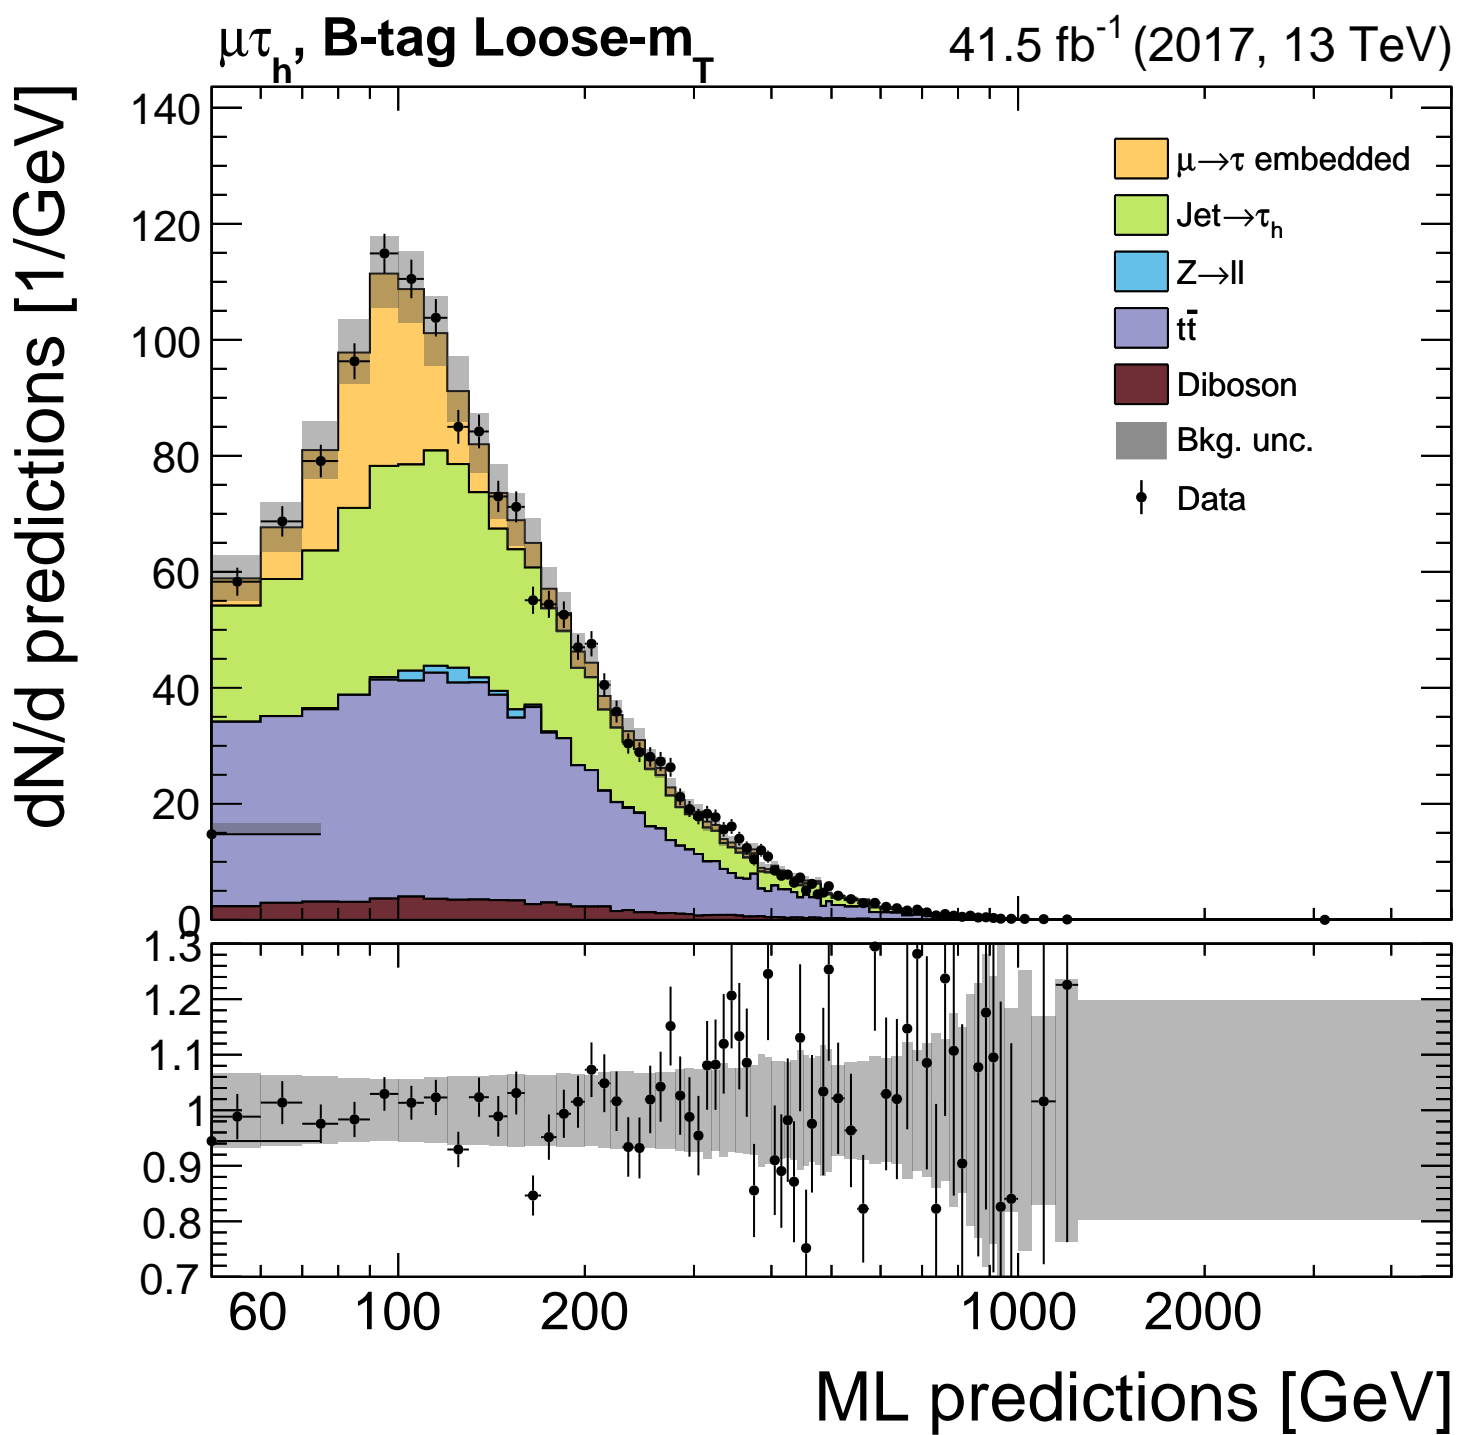 μτh, B-tag Loose-mT
41.5 fb-1 (2017, 13 TeV)
dN/d predictions [1/GeV]
140
120
100
80
60
40
20
0
μ→τ embedded
Jet→τh
Z→ll
tt̄
Diboson
Bkg. unc.
Data
1.3
1.2
1.1
1
0.9
0.8
0.7
60 100 200 1000 2000
ML predictions [GeV]